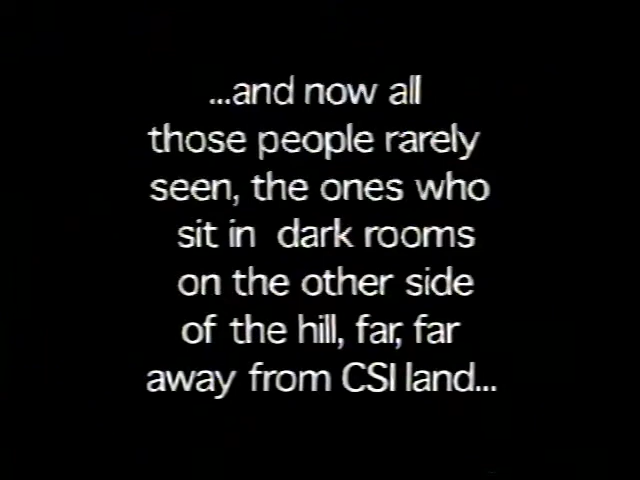 ...and now all
those people rarely
seen, the ones who
sit in dark rooms
on the other side
of the hill, far, far
away from CSI land...